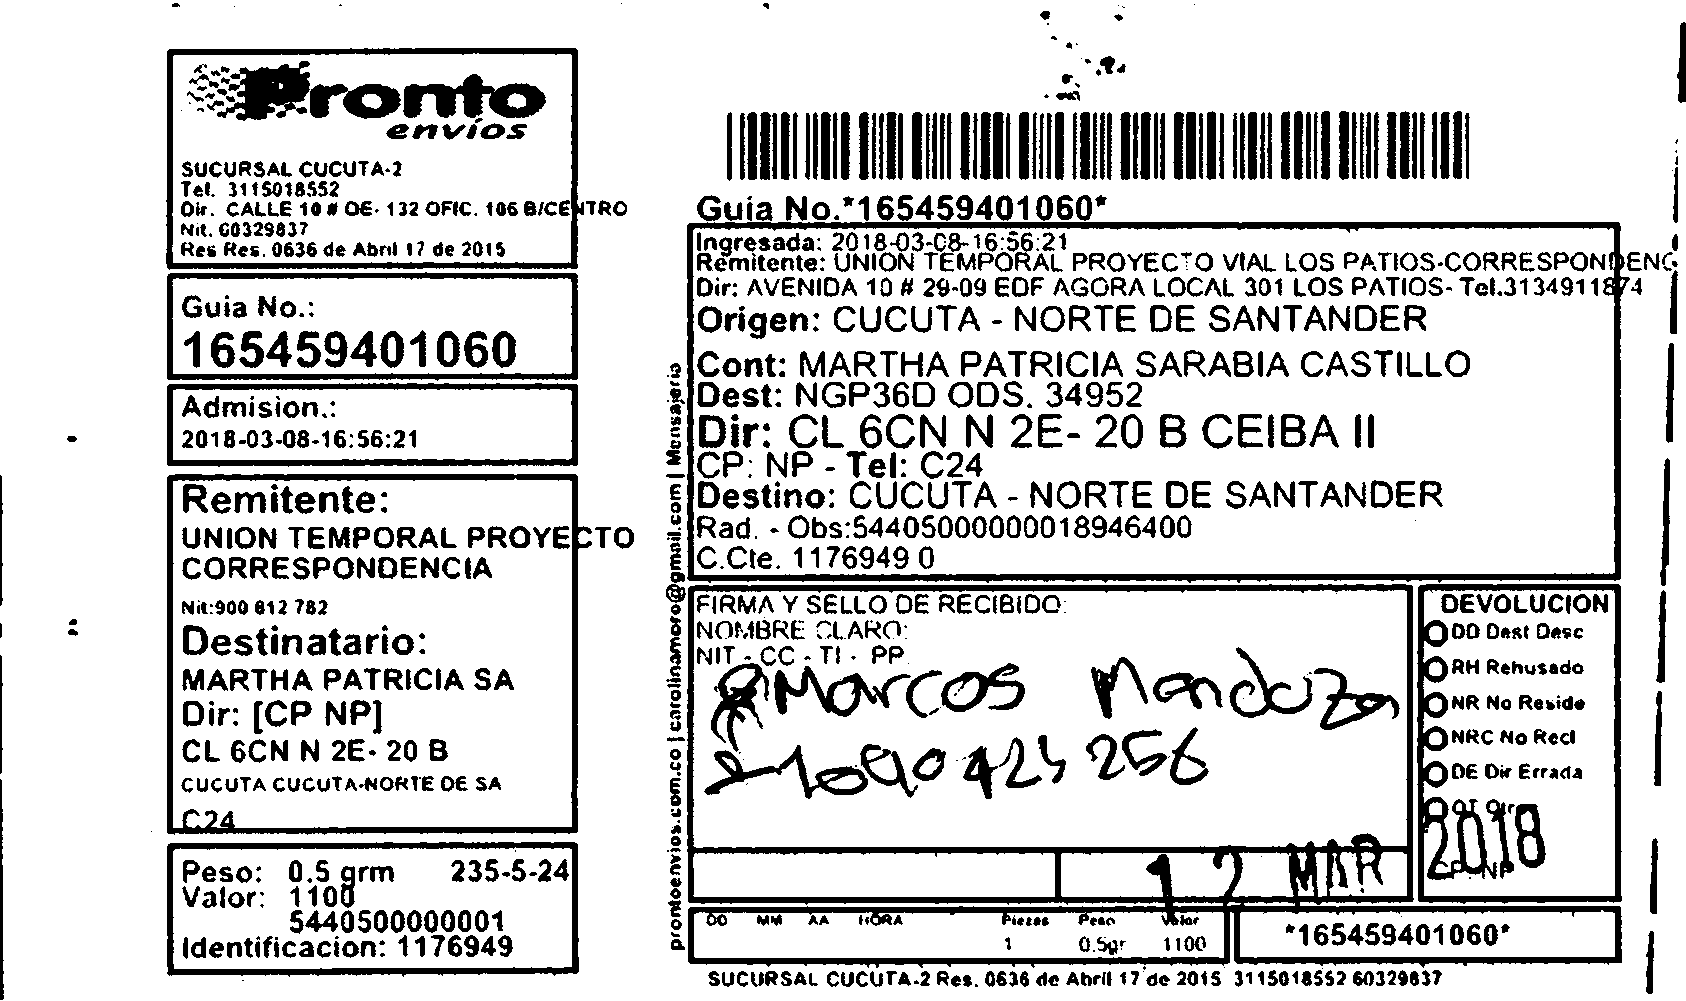 Pronto
envíos
SUCURSAL CUCUTA-2
Tel. 3115018552
Dir. CALLE 10 # OE- 132 OFIC. 106 B/CENTRO
Nit. 60329837
Res Res. 0636 de Abril 17 de 2015
Guia No.:
165459401060
Admision.:
2018-03-08-16:56:21
Remitente:
UNION TEMPORAL PROYECTO
CORRESPONDENCIA
Nit:900 812 782
Destinatario:
MARTHA PATRICIA SA
Dir: [CP NP]
CL 6CN N 2E- 20 B
CUCUTA CUCUTA-NORTE DE SA
C24
Peso: 0.5 grm 235-5-24
Valor: 1100
5440500000001
Identificacion: 1176949
prontoenvios.com.co | carolinamoro@gmail.com | Mensajeria
Guia No.*165459401060*
Ingresada: 2018-03-08-16:56:21
Remitente: UNION TEMPORAL PROYECTO VIAL LOS PATIOS-CORRESPONDENC
Dir: AVENIDA 10 # 29-09 EDF AGORA LOCAL 301 LOS PATIOS- Tel.3134911874
Origen: CUCUTA - NORTE DE SANTANDER
Cont: MARTHA PATRICIA SARABIA CASTILLO
Dest: NGP36D ODS. 34952
Dir: CL 6CN N 2E- 20 B CEIBA II
CP: NP - Tel: C24
Destino: CUCUTA - NORTE DE SANTANDER
Rad. - Obs:54405000000018946400
C.Cte. 1176949 0
FIRMA Y SELLO DE RECIBIDO:
NOMBRE CLARO:
NIT - CC - TI - PP
Marcos Mendoza
1090424256
12 MAR 2018
DEVOLUCION
DD Dest Desc
RH Rehusado
NR No Reside
NRC No Recl
DE Dir Errada
OT Otr
CP: NP
DD MM AA HORA Piezas Peso Valor
1 0.5gr 1100
*165459401060*
SUCURSAL CUCUTA-2 Res. 0636 de Abril 17 de 2015 3115018552 60329837